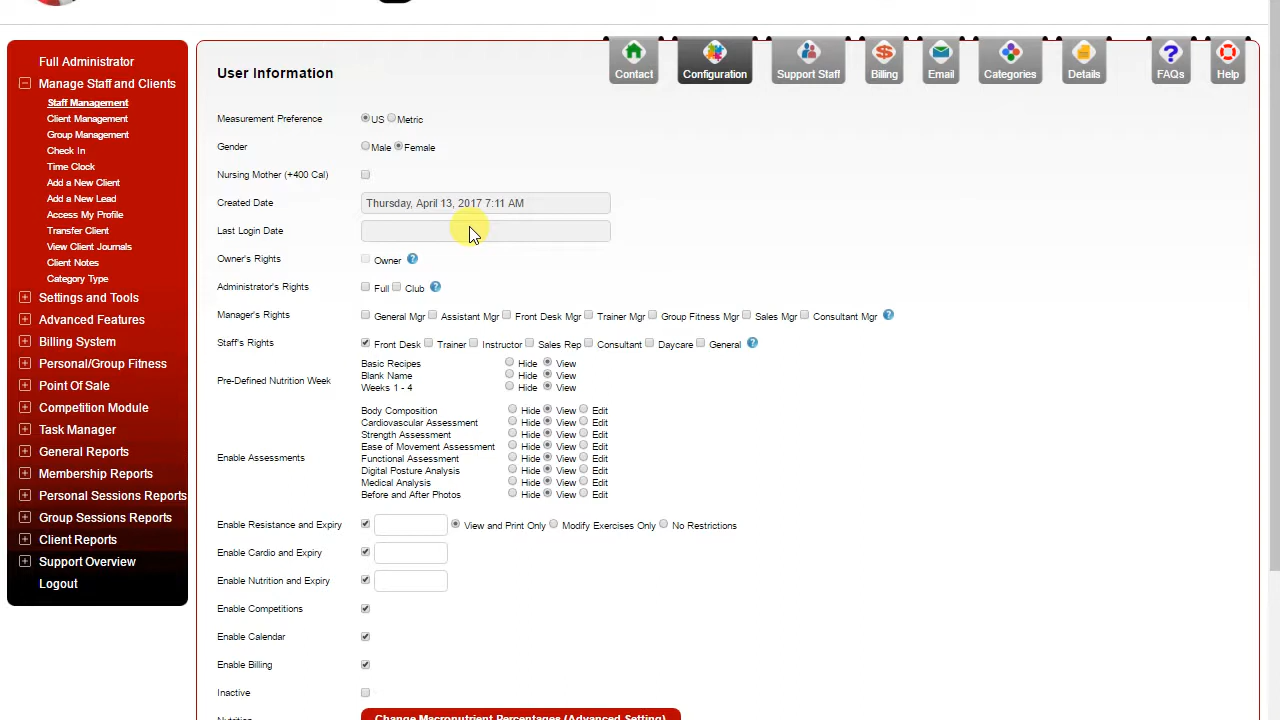 Contact Configuration Support Staff Billing Email Categories Details FAQs Help
Full Administrator
Manage Staff and Clients
Staff Management
Client Management
Group Management
Check In
Time Clock
Add a New Client
Add a New Lead
Access My Profile
Transfer Client
View Client Journals
Client Notes
Category Type
Settings and Tools
Advanced Features
Billing System
Personal/Group Fitness
Point Of Sale
Competition Module
Task Manager
General Reports
Membership Reports
Personal Sessions Reports
Group Sessions Reports
Client Reports
Support Overview
Logout
User Information
Measurement Preference US Metric
Gender Male Female
Nursing Mother (+400 Cal)
Created Date Thursday, April 13, 2017 7:11 AM
Last Login Date
Owner's Rights Owner ?
Administrator's Rights Full Club ?
Manager's Rights General Mgr Assistant Mgr Front Desk Mgr Trainer Mgr Group Fitness Mgr Sales Mgr Consultant Mgr ?
Staff's Rights Front Desk Trainer Instructor Sales Rep Consultant Daycare General ?
Pre-Defined Nutrition Week
Basic Recipes Hide View
Blank Name Hide View
Weeks 1 - 4 Hide View
Enable Assessments
Body Composition Hide View Edit
Cardiovascular Assessment Hide View Edit
Strength Assessment Hide View Edit
Ease of Movement Assessment Hide View Edit
Functional Assessment Hide View Edit
Digital Posture Analysis Hide View Edit
Medical Analysis Hide View Edit
Before and After Photos Hide View Edit
Enable Resistance and Expiry View and Print Only Modify Exercises Only No Restrictions
Enable Cardio and Expiry
Enable Nutrition and Expiry
Enable Competitions
Enable Calendar
Enable Billing
Inactive
Nutrition Change Macronutrient Percentages (Advanced Setting)